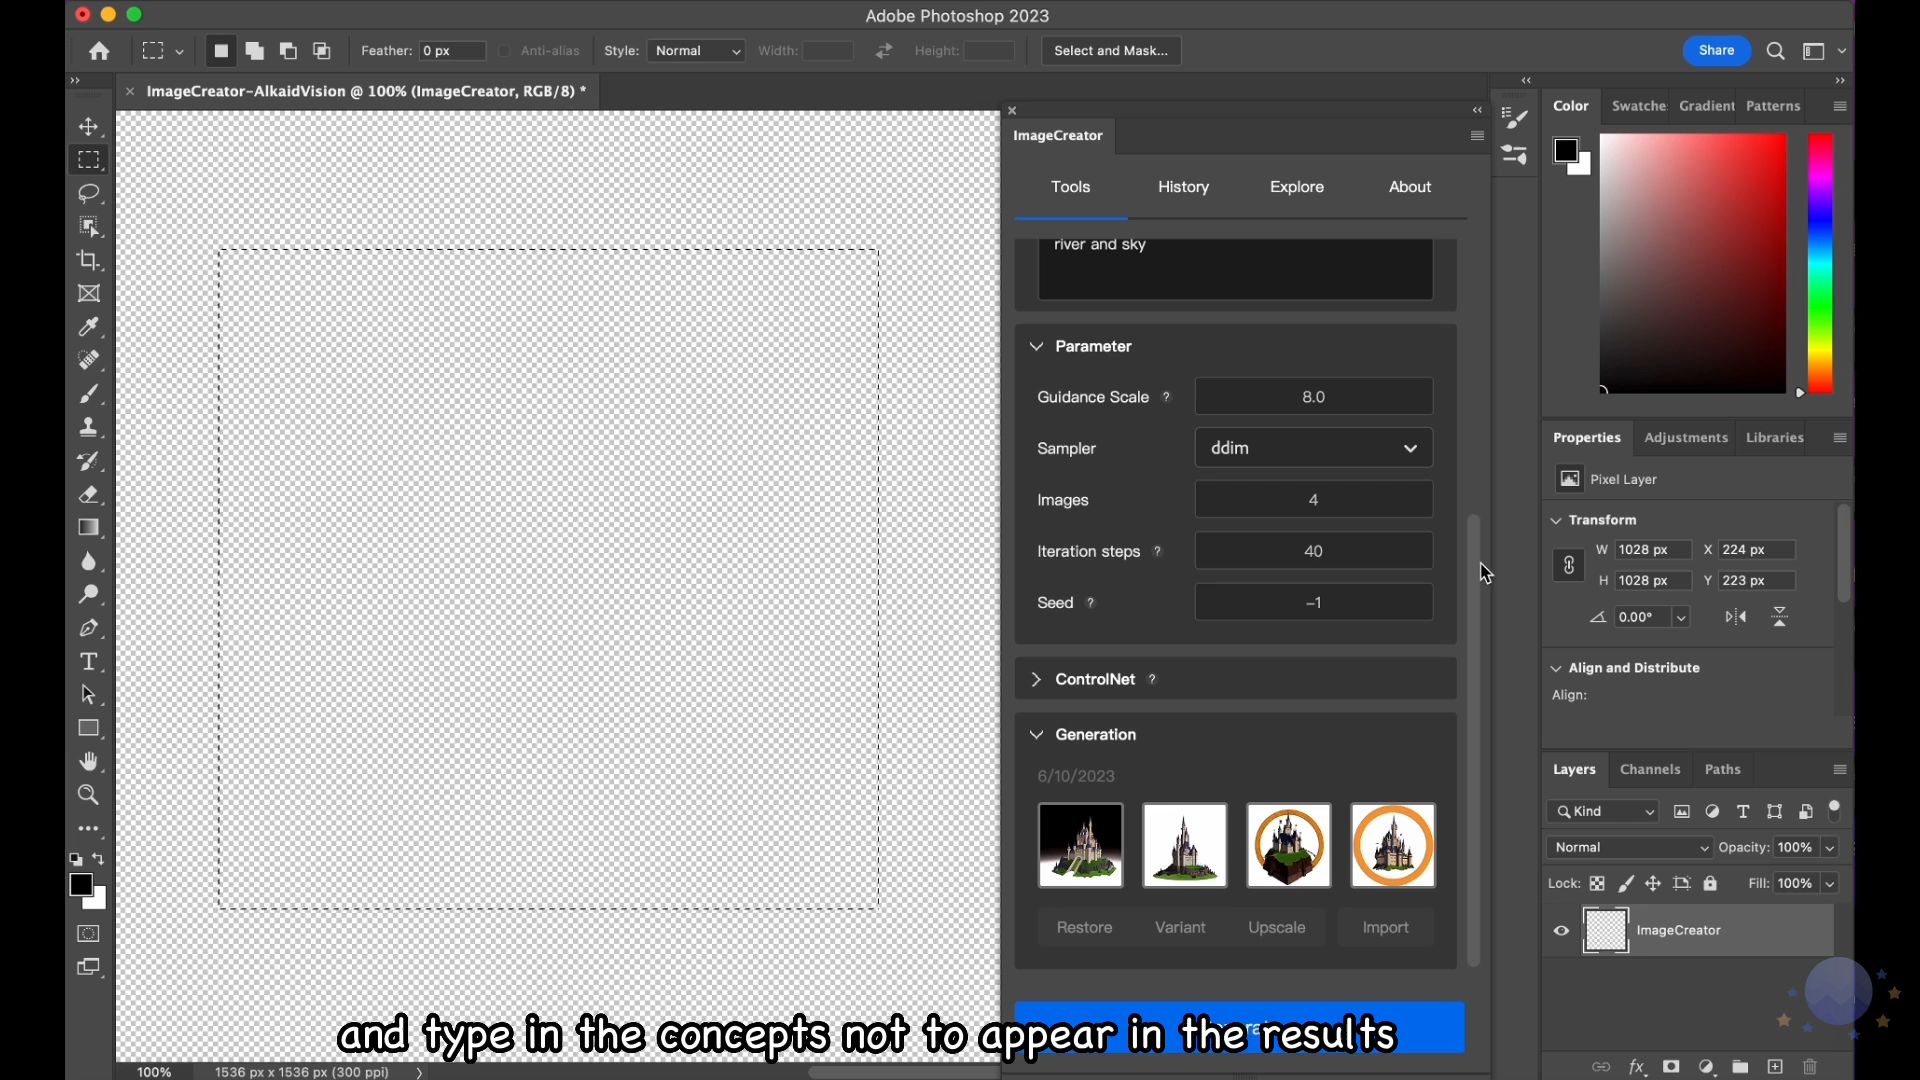 Adobe Photoshop 2023
Feather: 0 px Anti-alias Style: Normal Width: Height: Select and Mask... Share
ImageCreator-AlkaidVision @ 100% (ImageCreator, RGB/8) *
ImageCreator
Tools History Explore About
river and sky
Parameter
Guidance Scale ? 8.0
Sampler ddim
Images 4
Iteration steps ? 40
Seed ? -1
ControlNet ?
Generation
6/10/2023
Restore Variant Upscale Import
Color Swatche Gradient Patterns
Properties Adjustments Libraries
Pixel Layer
Transform
W 1028 px X 224 px
H 1028 px Y 223 px
0.00°
Align and Distribute
Align:
Layers Channels Paths
Kind
Normal Opacity: 100%
Lock: Fill: 100%
ImageCreator
fx
and type in the concepts not to appear in the results
100% 1536 px x 1536 px (300 ppi)